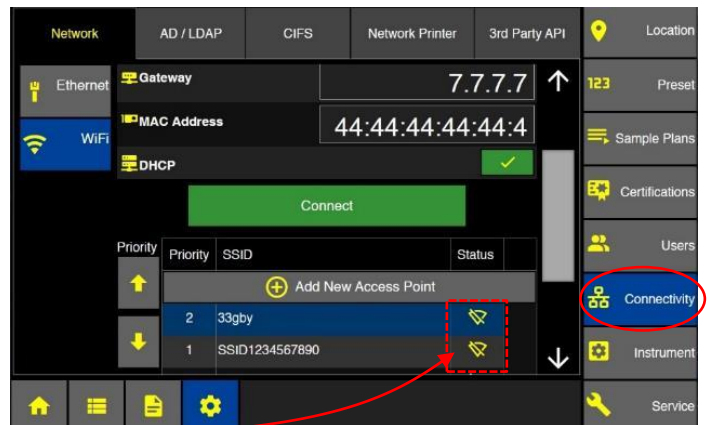 Network AD / LDAP CIFS Network Printer 3rd Party API
Location
Ethernet
Gateway 7.7.7.7
123 Preset
WiFi
MAC Address 44:44:44:44:44:4
Sample Plans
DHCP
Connect
Certifications
Priority
Priority SSID Status
Users
Add New Access Point
Connectivity
2 33gby
1 SSID1234567890
Instrument
Service